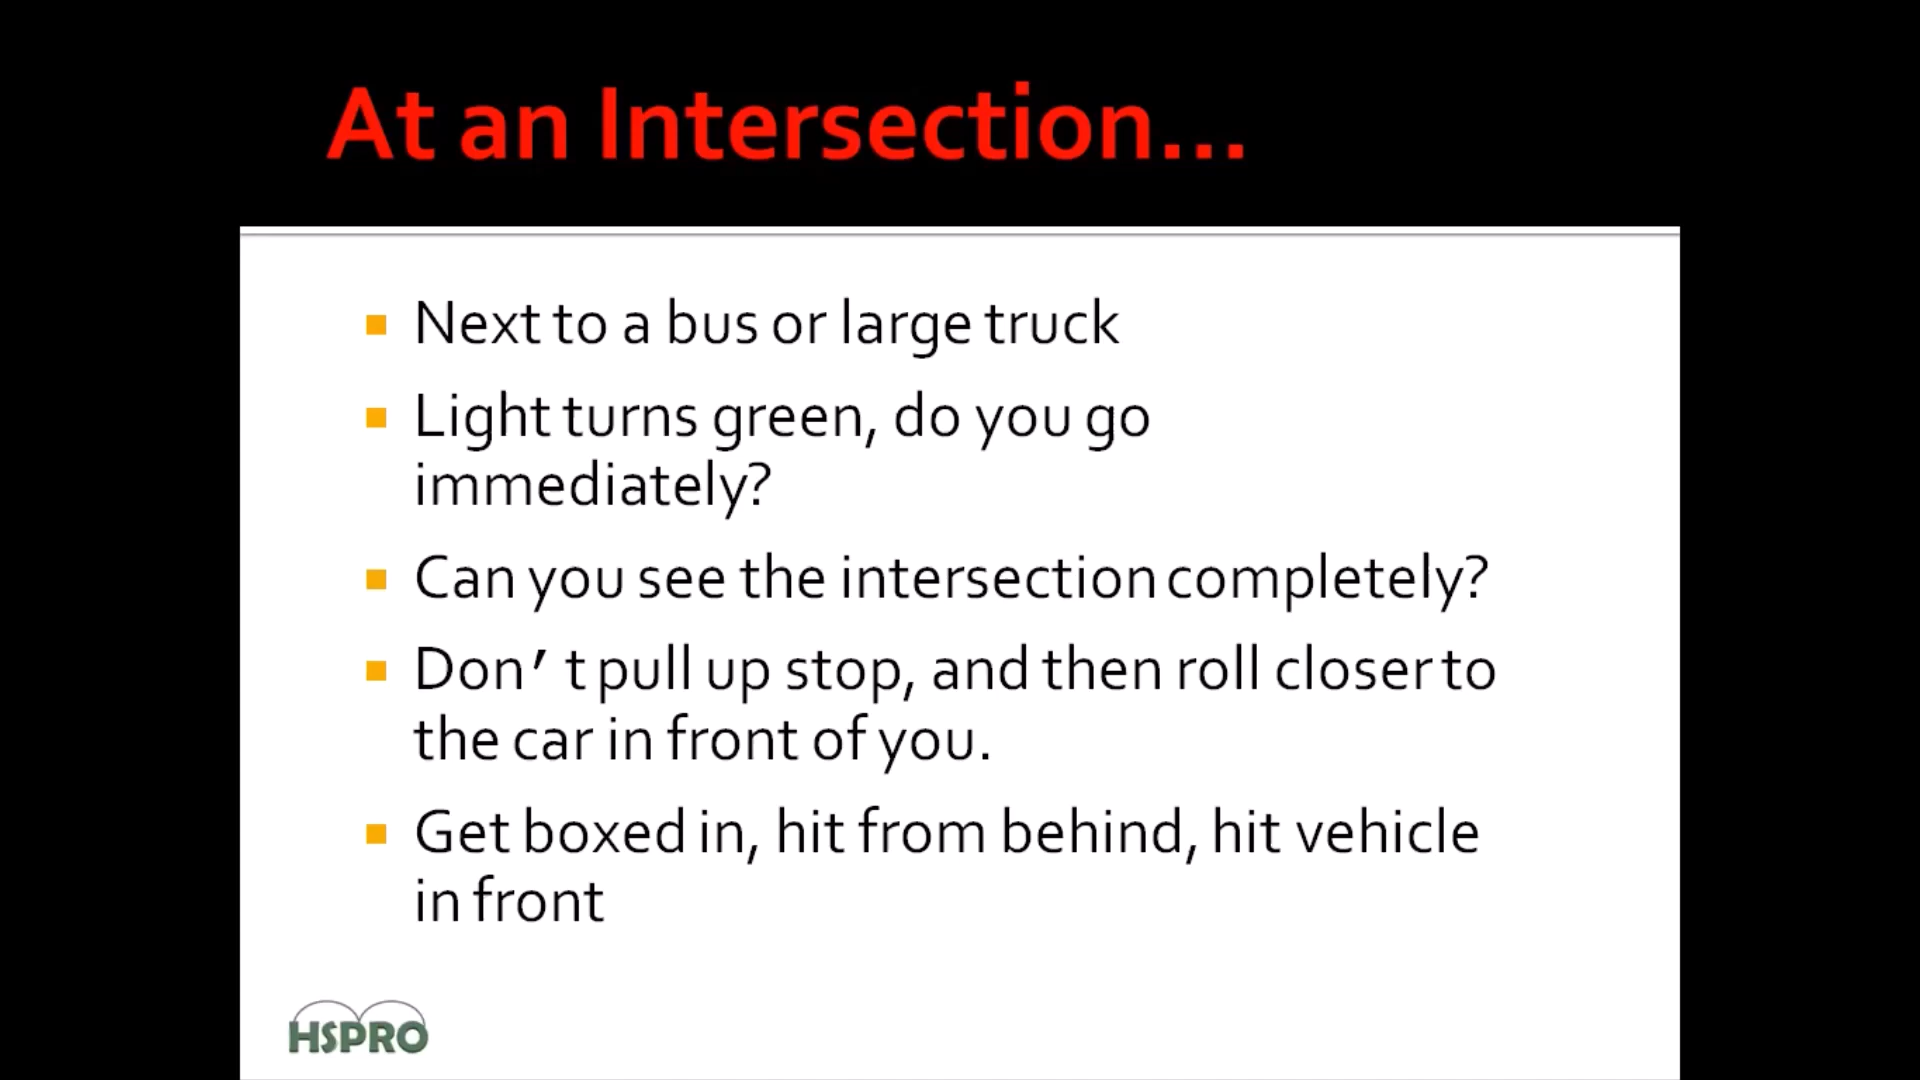 At an Intersection...
Next to a bus or large truck
Light turns green, do you go
immediately?
Can you see the intersection completely?
Don’t pull up stop, and then roll closer to
the car in front of you.
Get boxed in, hit from behind, hit vehicle
in front
HSPRO